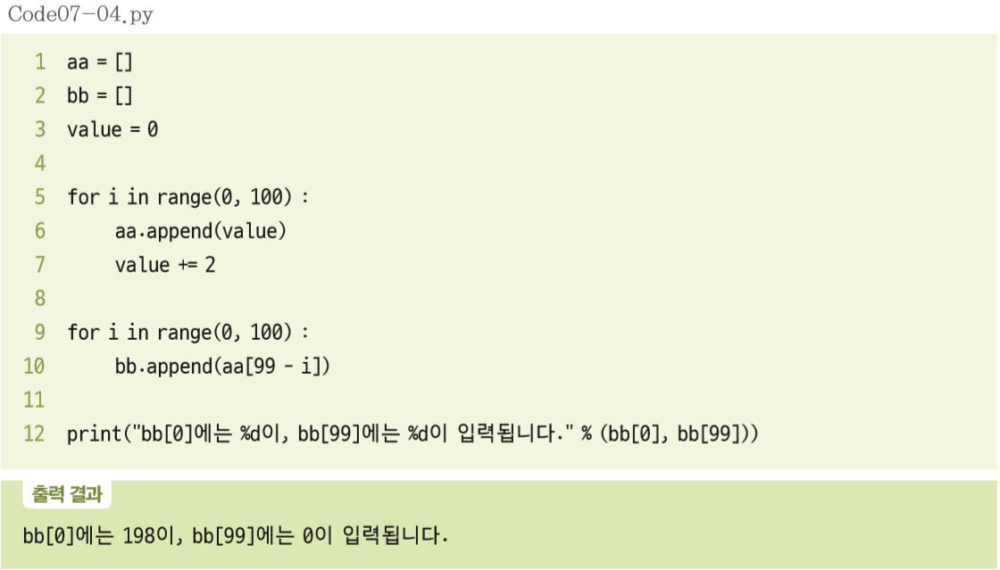 Code07-04.py
1 aa = []
2 bb = []
3 value = 0
4
5 for i in range(0, 100) :
6     aa.append(value)
7     value += 2
8
9 for i in range(0, 100) :
10     bb.append(aa[99 - i])
11
12 print("bb[0]에는 %d이, bb[99]에는 %d이 입력됩니다." % (bb[0], bb[99]))
출력 결과
bb[0]에는 198이, bb[99]에는 0이 입력됩니다.